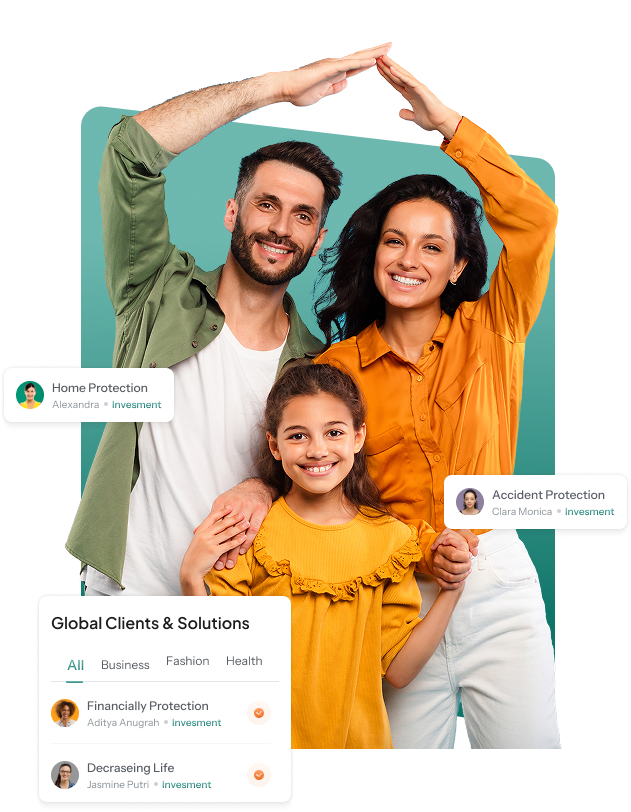 Home Protection
Alexandra • invesment
Accident Protection
Clara Monica • invesment
Global Clients & Solutions
All Business Fashion Health
Financially Protection
Aditya Anugrah • invesment
Decraseing Life
Jasmine Putri • invesment